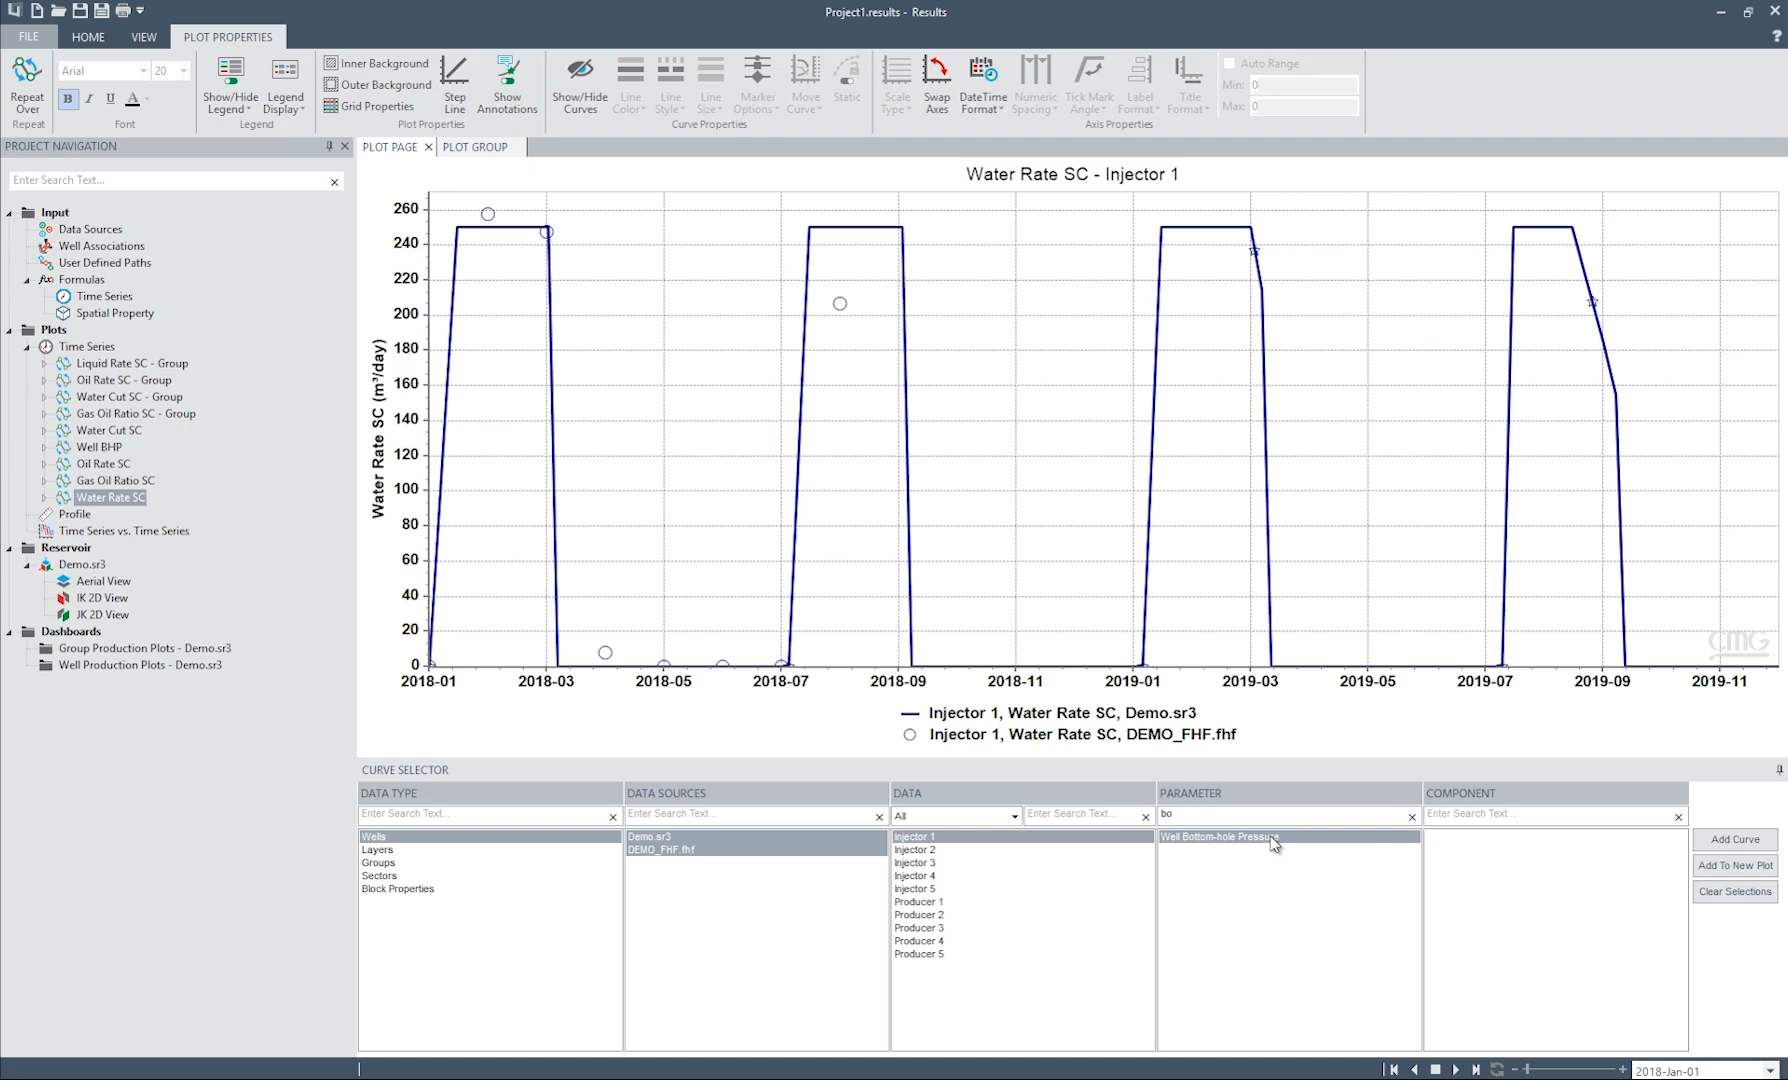 Project1.results - Results
FILE
HOME
VIEW
PLOT PROPERTIES
Repeat Over
Repeat
Arial
20
B I U A
Font
Show/Hide Legend
Legend Display
Legend
Inner Background
Outer Background
Grid Properties
Step Line
Show Annotations
Plot Properties
Show/Hide Curves
Line Color
Line Style
Line Size
Marker Options
Move Curve
Static
Curve Properties
Scale Type
Swap Axes
DateTime Format
Numeric Spacing
Tick Mark Angle
Label Format
Title Format
Axis Properties
Auto Range
Min: 0
Max: 0
PROJECT NAVIGATION
Enter Search Text...
Input
Data Sources
Well Associations
User Defined Paths
Formulas
Time Series
Spatial Property
Plots
Time Series
Liquid Rate SC - Group
Oil Rate SC - Group
Water Cut SC - Group
Gas Oil Ratio SC - Group
Water Cut SC
Well BHP
Oil Rate SC
Gas Oil Ratio SC
Water Rate SC
Profile
Time Series vs. Time Series
Reservoir
Demo.sr3
Aerial View
IK 2D View
JK 2D View
Dashboards
Group Production Plots - Demo.sr3
Well Production Plots - Demo.sr3
PLOT PAGE
PLOT GROUP
Water Rate SC - Injector 1
Water Rate SC (m³/day)
260
240
220
200
180
160
140
120
100
80
60
40
20
0
2018-01 2018-03 2018-05 2018-07 2018-09 2018-11 2019-01 2019-03 2019-05 2019-07 2019-09 2019-11
CMG
Injector 1, Water Rate SC, Demo.sr3
Injector 1, Water Rate SC, DEMO_FHF.fhf
CURVE SELECTOR
DATA TYPE
Enter Search Text...
Wells
Layers
Groups
Sectors
Block Properties
DATA SOURCES
Enter Search Text...
Demo.sr3
DEMO_FHF.fhf
DATA
All
Enter Search Text...
Injector 1
Injector 2
Injector 3
Injector 4
Injector 5
Producer 1
Producer 2
Producer 3
Producer 4
Producer 5
PARAMETER
bo
Well Bottom-hole Pressure
COMPONENT
Enter Search Text...
Add Curve
Add To New Plot
Clear Selections
2018-Jan-01